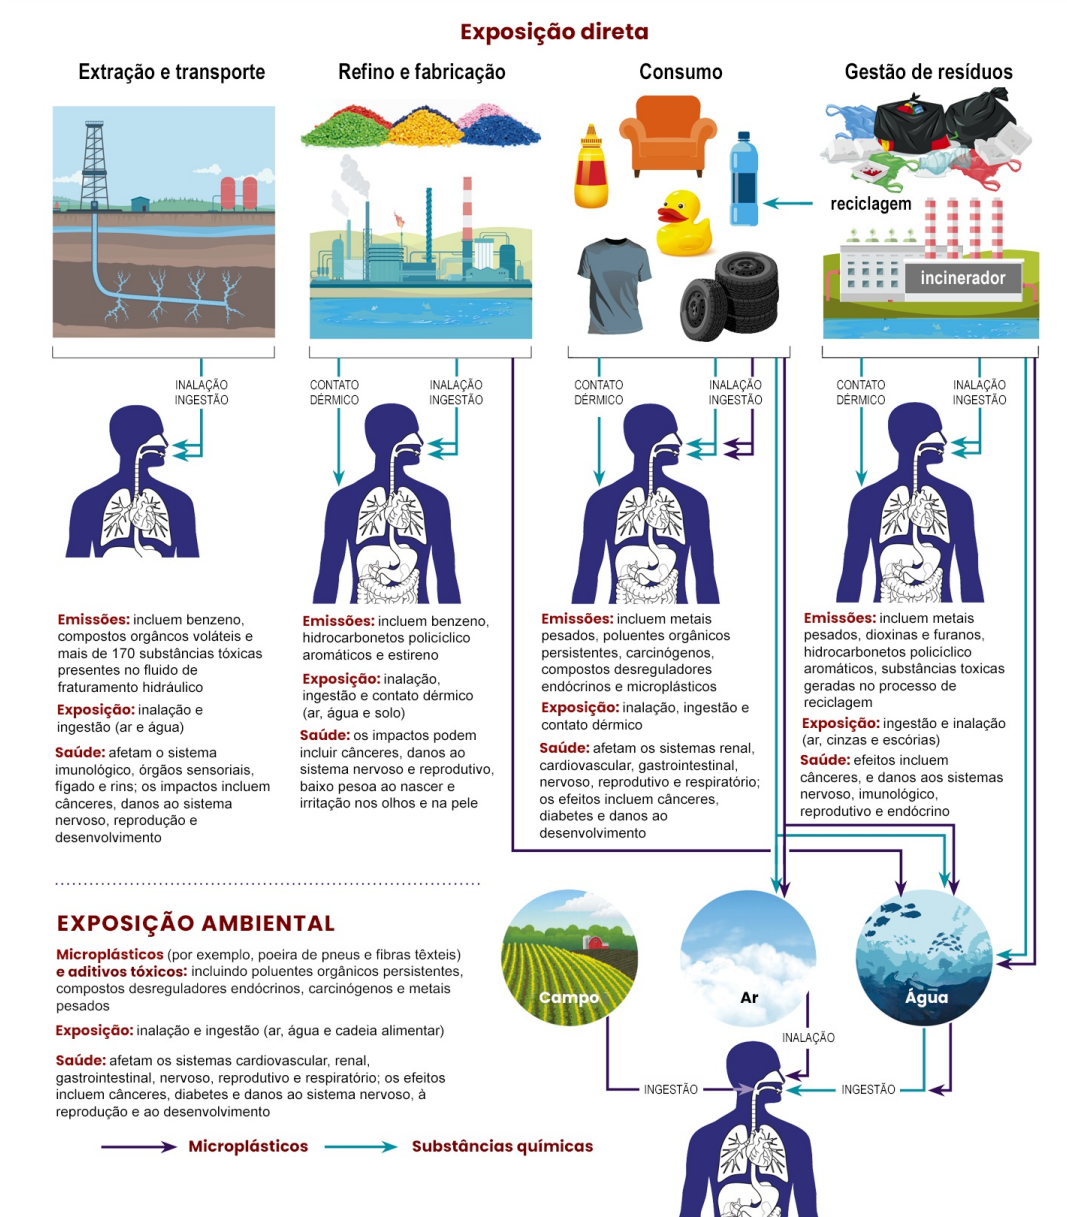 Exposição direta
Extração e transporte
Refino e fabricação
Consumo
Gestão de resíduos
reciclagem
incinerador
INALAÇÃO
INGESTÃO
CONTATO
DÉRMICO
INALAÇÃO
INGESTÃO
CONTATO
DÉRMICO
INALAÇÃO
INGESTÃO
CONTATO
DÉRMICO
INALAÇÃO
INGESTÃO
Emissões: incluem benzeno,
compostos orgâncos voláteis e
mais de 170 substâncias tóxicas
presentes no fluido de
fraturamento hidráulico
Exposição: inalação e
ingestão (ar e água)
Saúde: afetam o sistema
imunológico, órgãos sensoriais,
fígado e rins; os impactos incluem
cânceres, danos ao sistema
nervoso, reprodução e
desenvolvimento
Emissões: incluem benzeno,
hidrocarbonetos policíclico
aromáticos e estireno
Exposição: inalação,
ingestão e contato dérmico
(ar, água e solo)
Saúde: os impactos podem
incluir cânceres, danos ao
sistema nervoso e reprodutivo,
baixo pesoa ao nascer e
irritação nos olhos e na pele
Emissões: incluem metais
pesados, poluentes orgânicos
persistentes, carcinógenos,
compostos desreguladores
endócrinos e microplásticos
Exposição: inalação, ingestão e
contato dérmico
Saúde: afetam os sistemas renal,
cardiovascular, gastrointestinal,
nervoso, reprodutivo e respiratório;
os efeitos incluem cânceres,
diabetes e danos ao
desenvolvimento
Emissões: incluem metais
pesados, dioxinas e furanos,
hidrocarbonetos policíclico
aromáticos, substâncias toxicas
geradas no processo de
reciclagem
Exposição: ingestão e inalação
(ar, cinzas e escórias)
Saúde: efeitos incluem
cânceres, e danos aos sistemas
nervoso, imunológico,
reprodutivo e endócrino
EXPOSIÇÃO AMBIENTAL
Microplásticos (por exemplo, poeira de pneus e fibras têxteis)
e aditivos tóxicos: incluindo poluentes orgânicos persistentes,
compostos desreguladores endócrinos, carcinógenos e metais
pesados
Exposição: inalação e ingestão (ar, água e cadeia alimentar)
Saúde: afetam os sistemas cardiovascular, renal,
gastrointestinal, nervoso, reprodutivo e respiratório; os efeitos
incluem cânceres, diabetes e danos ao sistema nervoso, à
reprodução e ao desenvolvimento
Microplásticos
Substâncias químicas
Campo
Ar
Água
INALAÇÃO
INGESTÃO
INGESTÃO